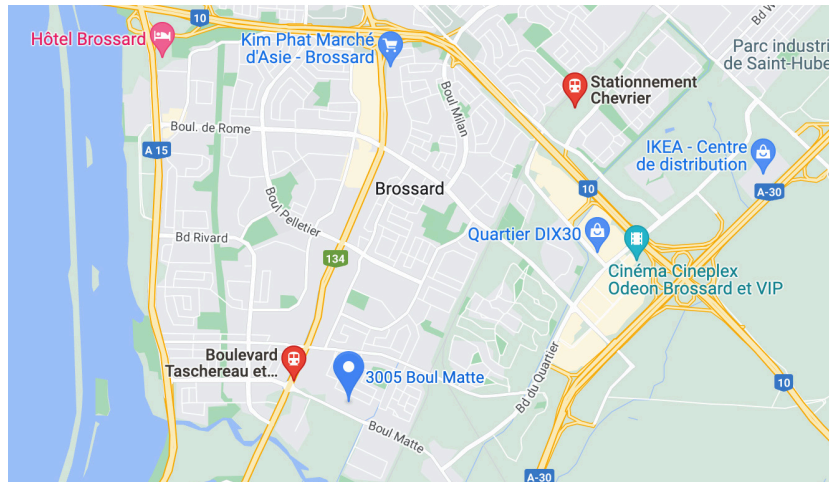 10
Hôtel Brossard
Kim Phat Marché
d'Asie - Brossard
Bd W
Parc industri
de Saint-Hube
Stationnement
Chevrier
Boul Milan
Boul. de Rome
A 15
IKEA - Centre
de distribution
Brossard
10
A-30
Boul Pelletier
Bd Rivard
Quartier DIX30
134
Cinéma Cineplex
Odeon Brossard et VIP
Boulevard
Taschereau et...
3005 Boul Matte
Bd du Quartier
10
Boul Matte
A-30